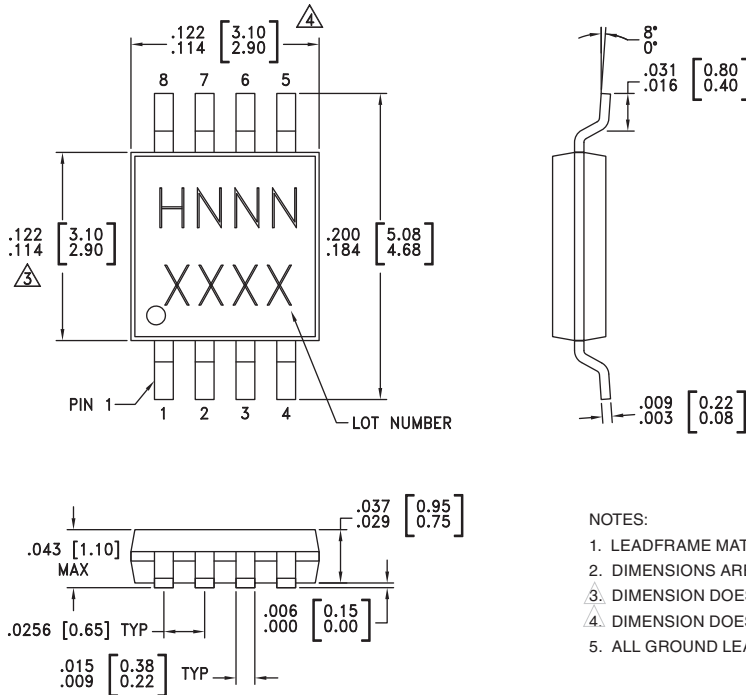 .122 [3.10]
.114 [2.90]
4
8 7 6 5
HNNN
XXXX
.122 [3.10]
.114 [2.90]
3
.200 [5.08]
.184 [4.68]
PIN 1
1 2 3 4
LOT NUMBER
8°
0°
.031 [0.80]
.016 [0.40]
.009 [0.22]
.003 [0.08]
.043 [1.10]
MAX
.037 [0.95]
.029 [0.75]
.006 [0.15]
.000 [0.00]
.0256 [0.65] TYP
.015 [0.38]
.009 [0.22]
TYP
NOTES:
1. LEADFRAME MAT
2. DIMENSIONS ARE
3. DIMENSION DOES
4. DIMENSION DOES
5. ALL GROUND LEA